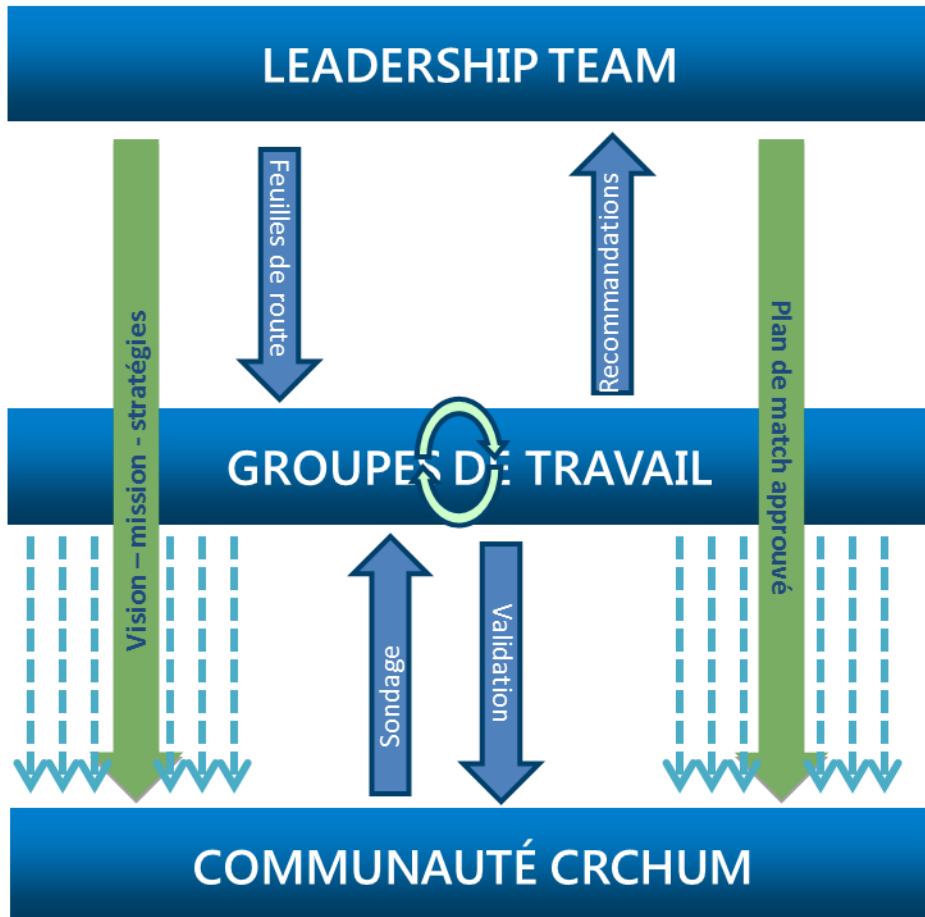 LEADERSHIP TEAM
Vision – mission - stratégies
Feuilles de route
Recommandations
Plan de match approuvé
GROUPES DE TRAVAIL
Sondage
Validation
COMMUNAUTÉ CRCHUM